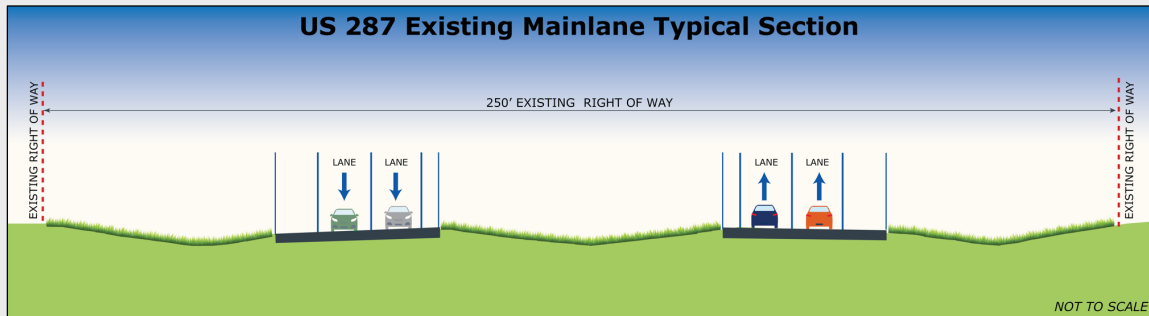 US 287 Existing Mainlane Typical Section
EXISTING RIGHT OF WAY
250' EXISTING RIGHT OF WAY
EXISTING RIGHT OF WAY
LANE
LANE
LANE
LANE
NOT TO SCALE